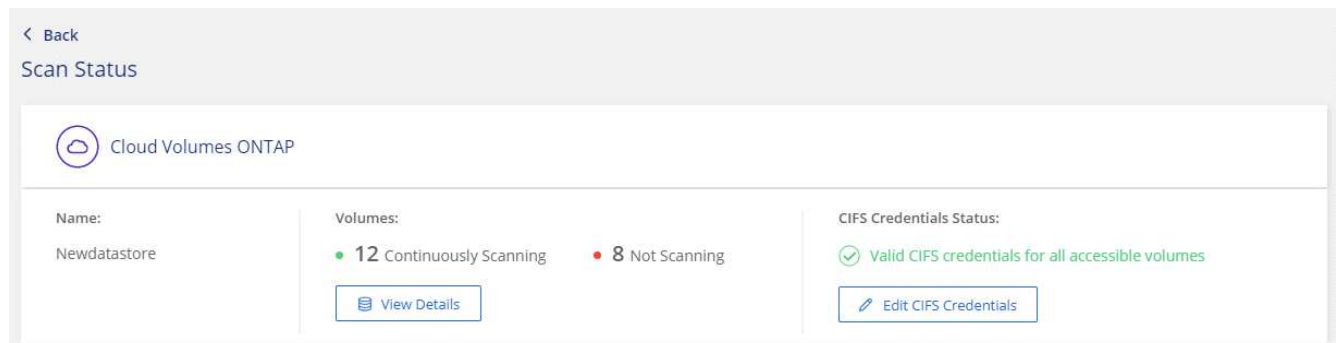 Back
Scan Status
Cloud Volumes ONTAP
Name:
Newdatastore
Volumes:
12 Continuously Scanning
8 Not Scanning
View Details
CIFS Credentials Status:
Valid CIFS credentials for all accessible volumes
Edit CIFS Credentials